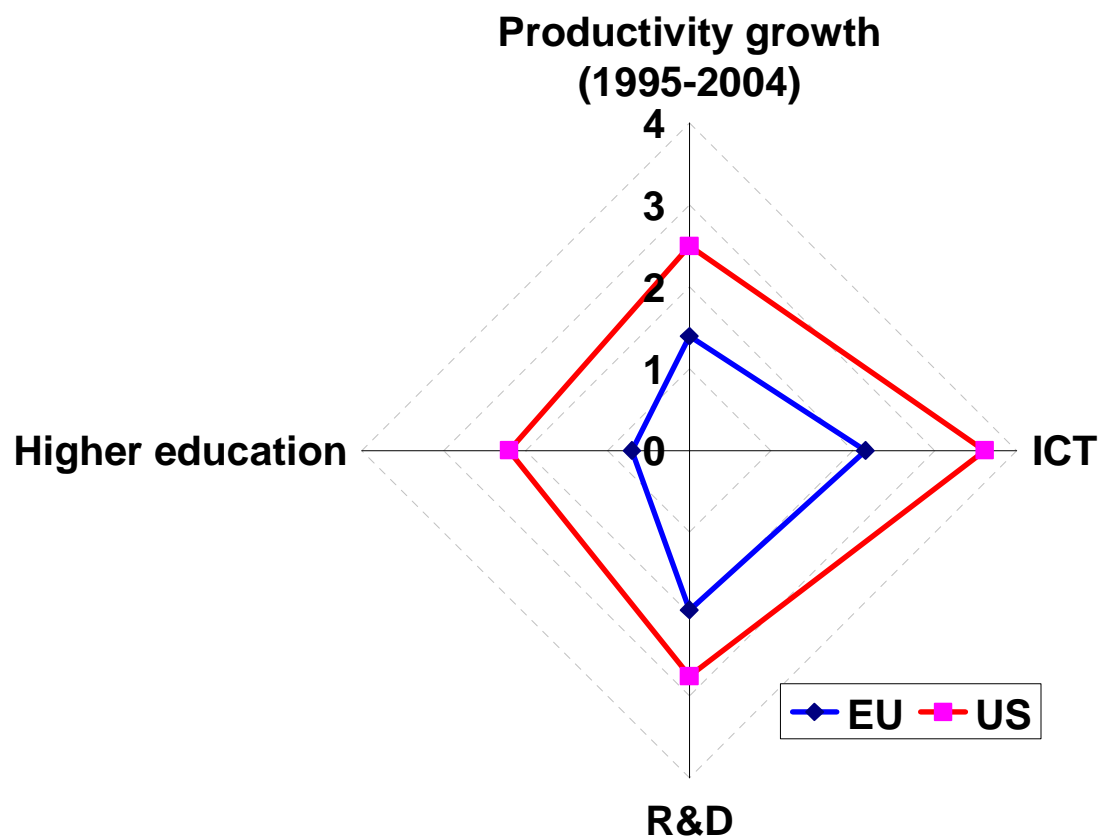 Productivity growth
(1995-2004)
4
3
2
1
Higher education
0
ICT
EU
US
R&D